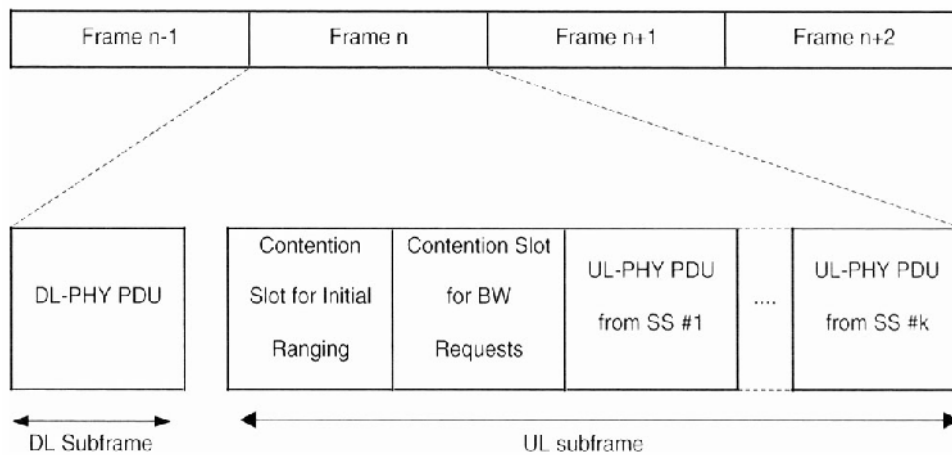 Frame n-1
Frame n
Frame n+1
Frame n+2
DL-PHY PDU
Contention
Slot for Initial
Ranging
Contention Slot
for BW
Requests
UL-PHY PDU
from SS #1
....
UL-PHY PDU
from SS #k
DL Subframe
UL subframe